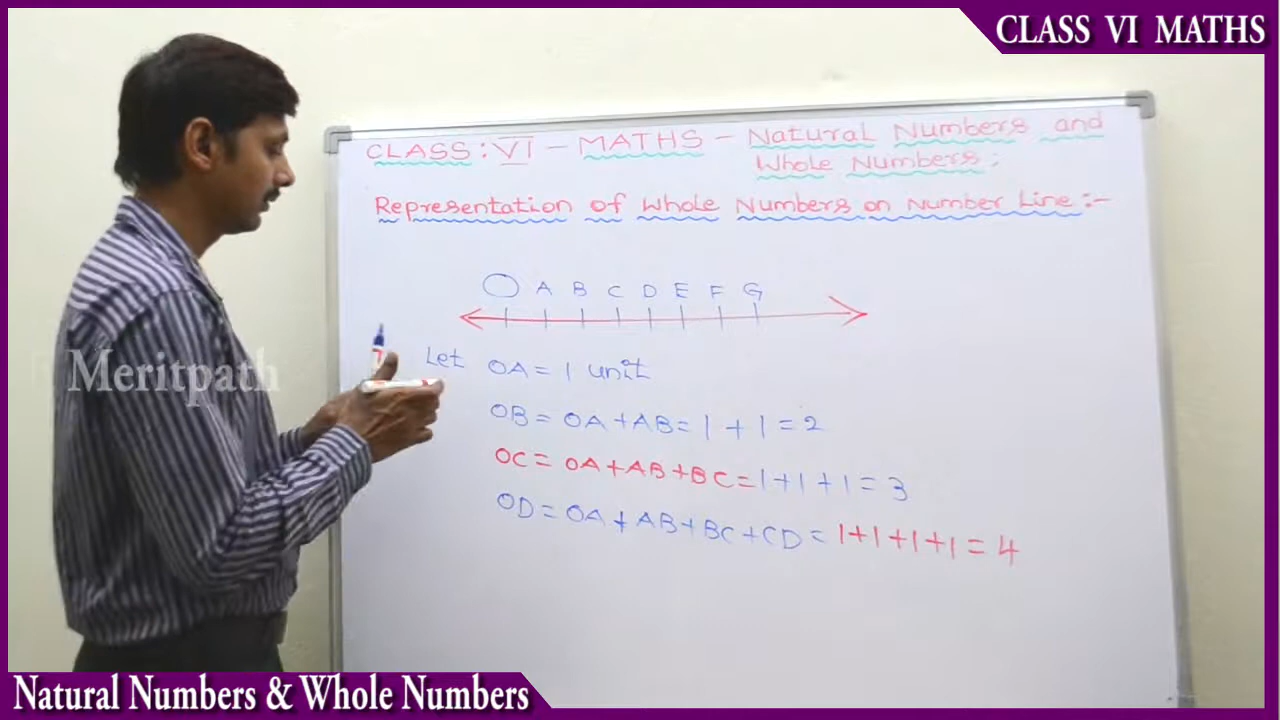 CLASS VI MATHS
CLASS : VI - MATHS - Natural Numbers and
Whole Numbers :
Representation of Whole Numbers on Number Line :-
O A B C D E F G
Let OA = 1 unit
OB = OA + AB = 1 + 1 = 2
OC = OA + AB + BC = 1 + 1 + 1 = 3
OD = OA + AB + BC + CD = 1 + 1 + 1 + 1 = 4
Meritpath
Natural Numbers & Whole Numbers